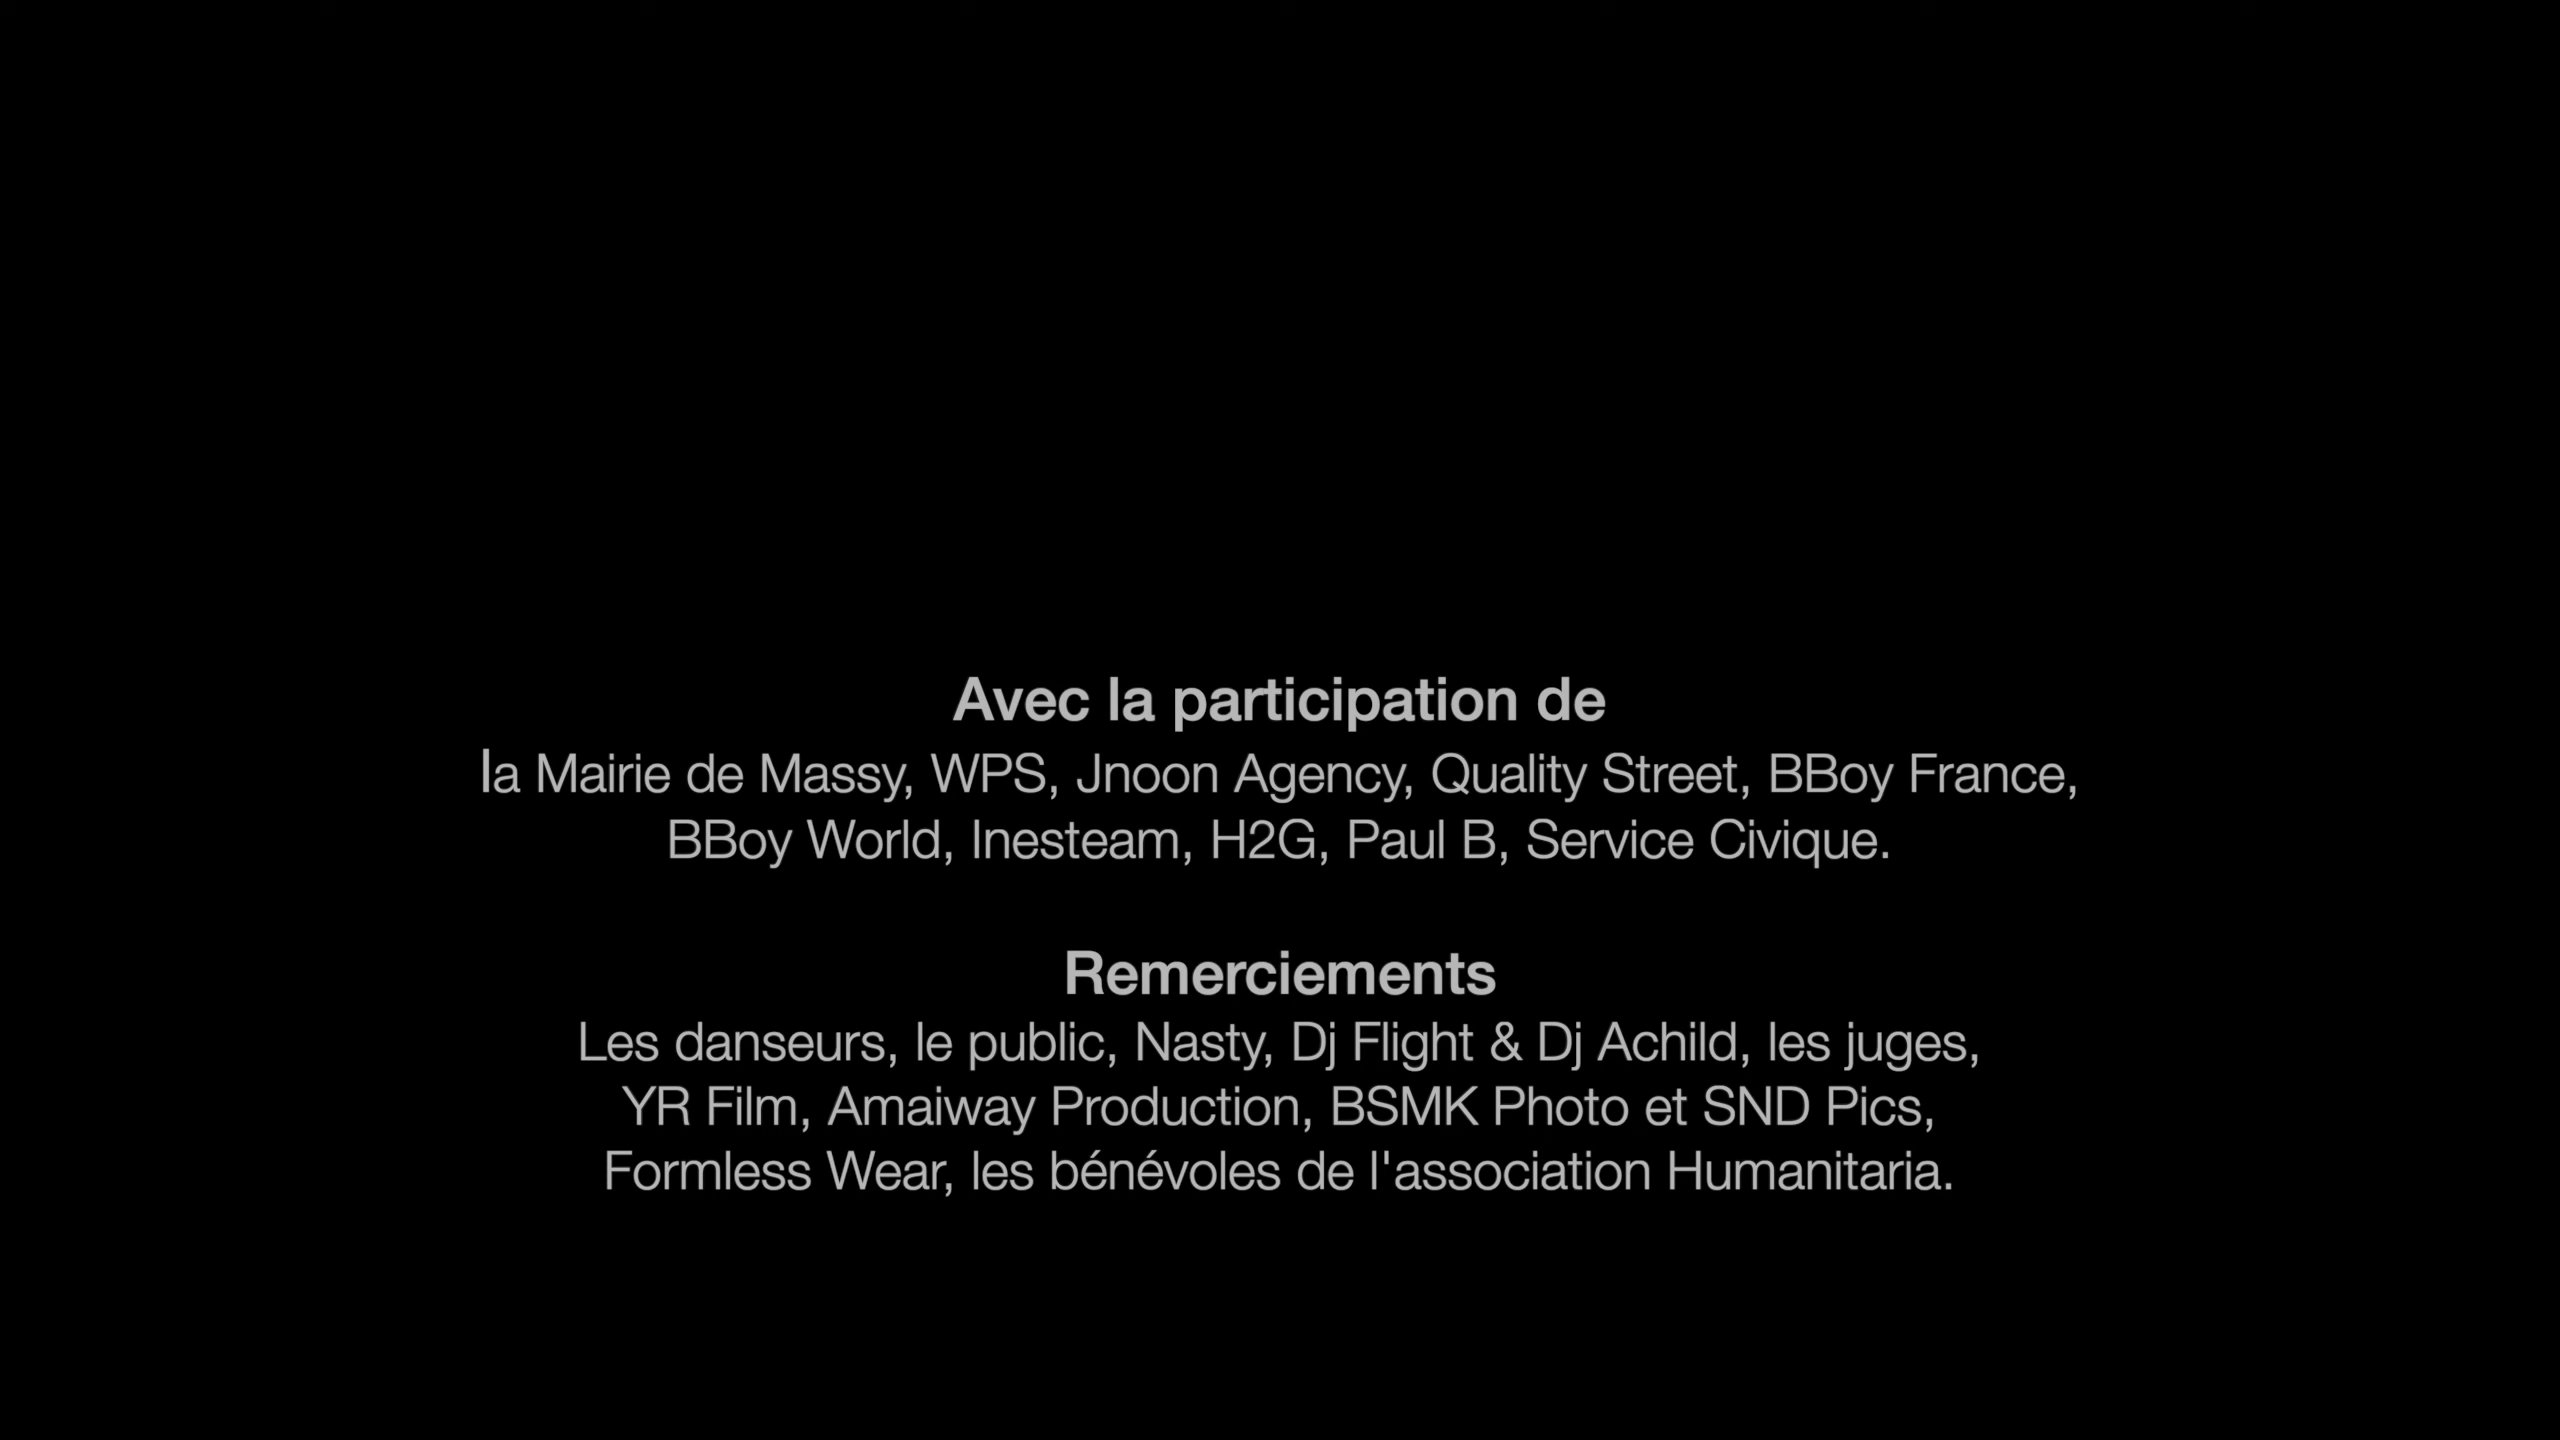 Avec la participation de
la Mairie de Massy, WPS, Jnoon Agency, Quality Street, BBoy France,
BBoy World, Inesteam, H2G, Paul B, Service Civique.
Remerciements
Les danseurs, le public, Nasty, Dj Flight & Dj Achild, les juges,
YR Film, Amaiway Production, BSMK Photo et SND Pics,
Formless Wear, les bénévoles de l'association Humanitaria.